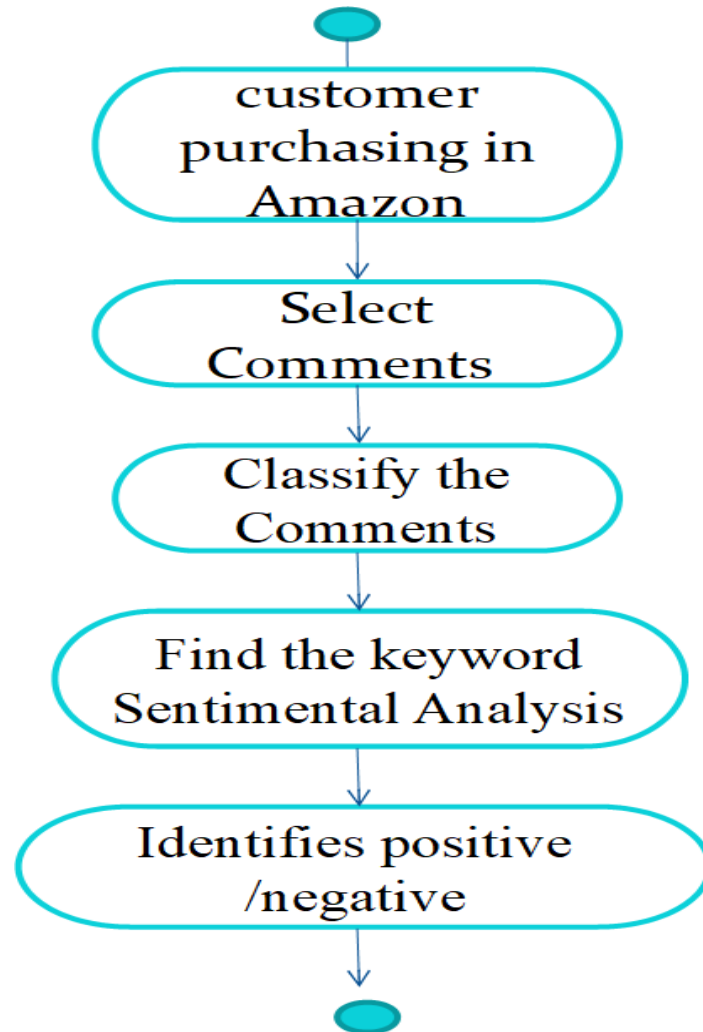 customer
purchasing in
Amazon
Select
Comments
Classify the
Comments
Find the keyword
Sentimental Analysis
Identifies positive
/negative